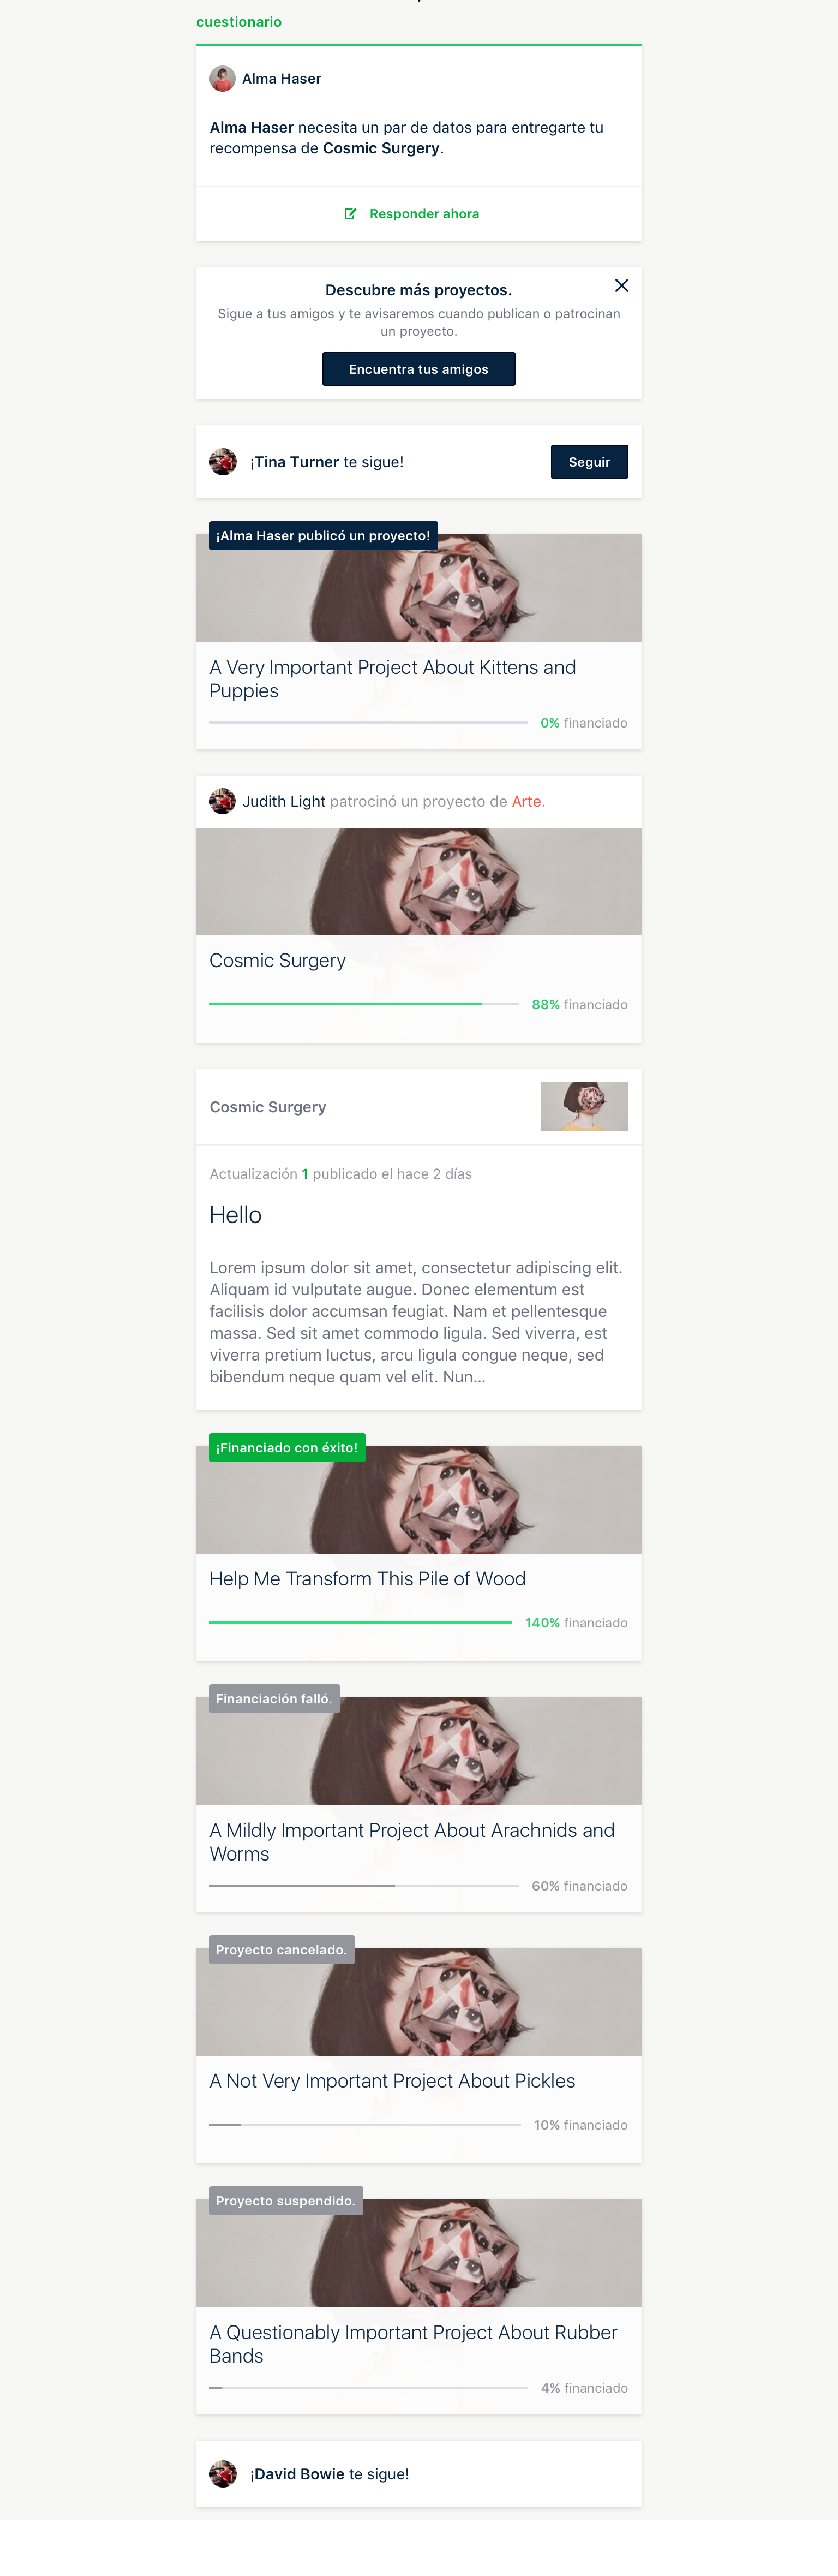 cuestionario
Alma Haser
Alma Haser necesita un par de datos para entregarte tu
recompensa de Cosmic Surgery.
Responder ahora
Descubre más proyectos.
Sigue a tus amigos y te avisaremos cuando publican o patrocinan
un proyecto.
Encuentra tus amigos
¡Tina Turner te sigue!
Seguir
¡Alma Haser publicó un proyecto!
A Very Important Project About Kittens and
Puppies
0% financiado
Judith Light patrocinó un proyecto de Arte.
Cosmic Surgery
88% financiado
Cosmic Surgery
Actualización 1 publicado el hace 2 días
Hello
Lorem ipsum dolor sit amet, consectetur adipiscing elit.
Aliquam id vulputate augue. Donec elementum est
facilisis dolor accumsan feugiat. Nam et pellentesque
massa. Sed sit amet commodo ligula. Sed viverra, est
viverra pretium luctus, arcu ligula congue neque, sed
bibendum neque quam vel elit. Nun...
¡Financiado con éxito!
Help Me Transform This Pile of Wood
140% financiado
Financiación falló.
A Mildly Important Project About Arachnids and
Worms
60% financiado
Proyecto cancelado.
A Not Very Important Project About Pickles
10% financiado
Proyecto suspendido.
A Questionably Important Project About Rubber
Bands
4% financiado
¡David Bowie te sigue!